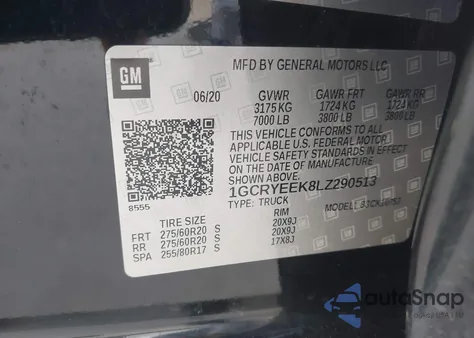 MFD BY GENERAL MOTORS LLC
GM
06/20 GVWR GAWR FRT GAWR RR
3175 KG 1724 KG 1724 KG
7000 LB 3800 LB 3800 LB
THIS VEHICLE CONFORMS TO ALL
APPLICABLE U.S. FEDERAL MOTOR
VEHICLE SAFETY STANDARDS IN EFFECT
ON THE DATE OF MANUFACTURE
1GCRYEEK8LZ290513
TYPE: TRUCK MODEL:
8555
TIRE SIZE RIM
FRT 275/60R20 S 20X9J
RR 275/60R20 S 20X9J
SPA 255/80R17 S 17X8J
autoSnap